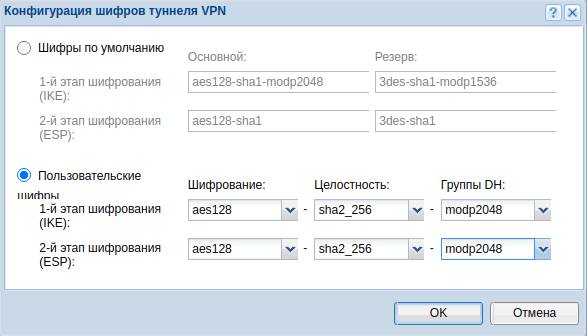 Конфигурация шифров туннеля VPN
Шифры по умолчанию
Основной: Резерв:
1-й этап шифрования (IKE): aes128-sha1-modp2048 3des-sha1-modp1536
2-й этап шифрования (ESP): aes128-sha1 3des-sha1
Пользовательские
шифры
Шифрование: Целостность: Группы DH:
1-й этап шифрования (IKE): aes128 - sha2_256 - modp2048
2-й этап шифрования (ESP): aes128 - sha2_256 - modp2048
OK Отмена